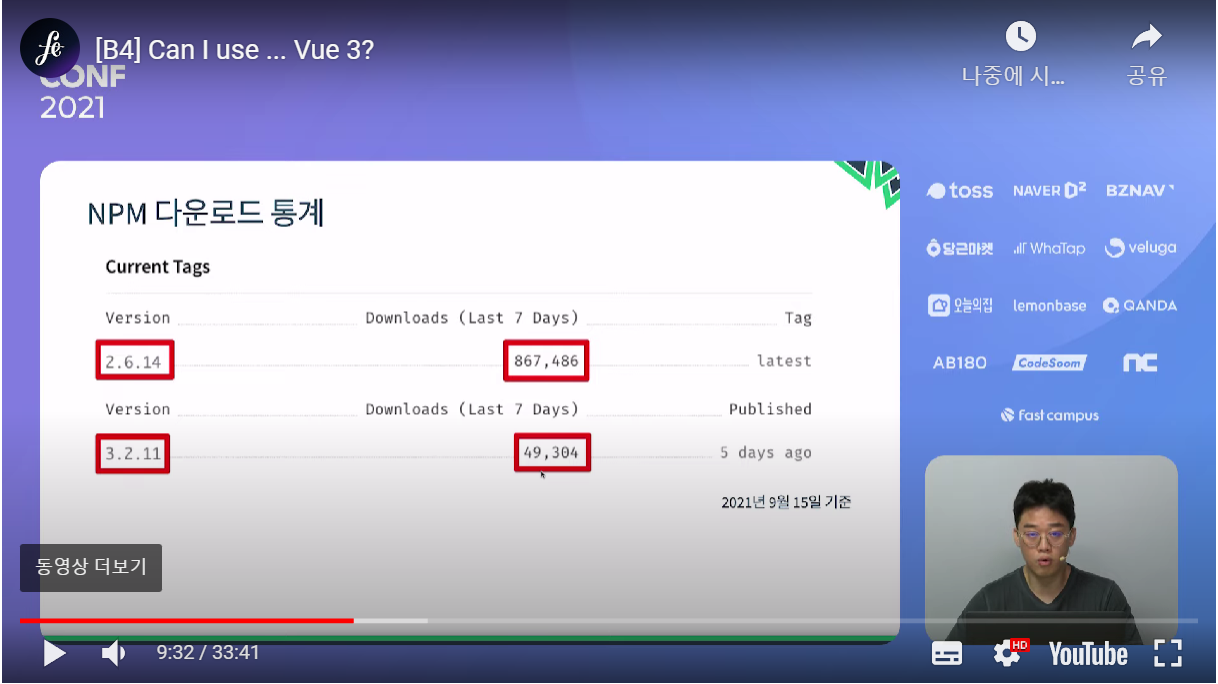 [B4] Can I use ... Vue 3?
CONF
2021
나중에 시...
공유
NPM 다운로드 통계
Current Tags
Version Downloads (Last 7 Days) Tag
2.6.14 867,486 latest
Version Downloads (Last 7 Days) Published
3.2.11 49,304 5 days ago
2021년 9월 15일 기준
toss NAVER D2 BZNAV
당근마켓 WhaTap veluga
오늘의집 lemonbase QANDA
AB180 CodeSoom nc
fast campus
동영상 더보기
9:32 / 33:41
HD
YouTube